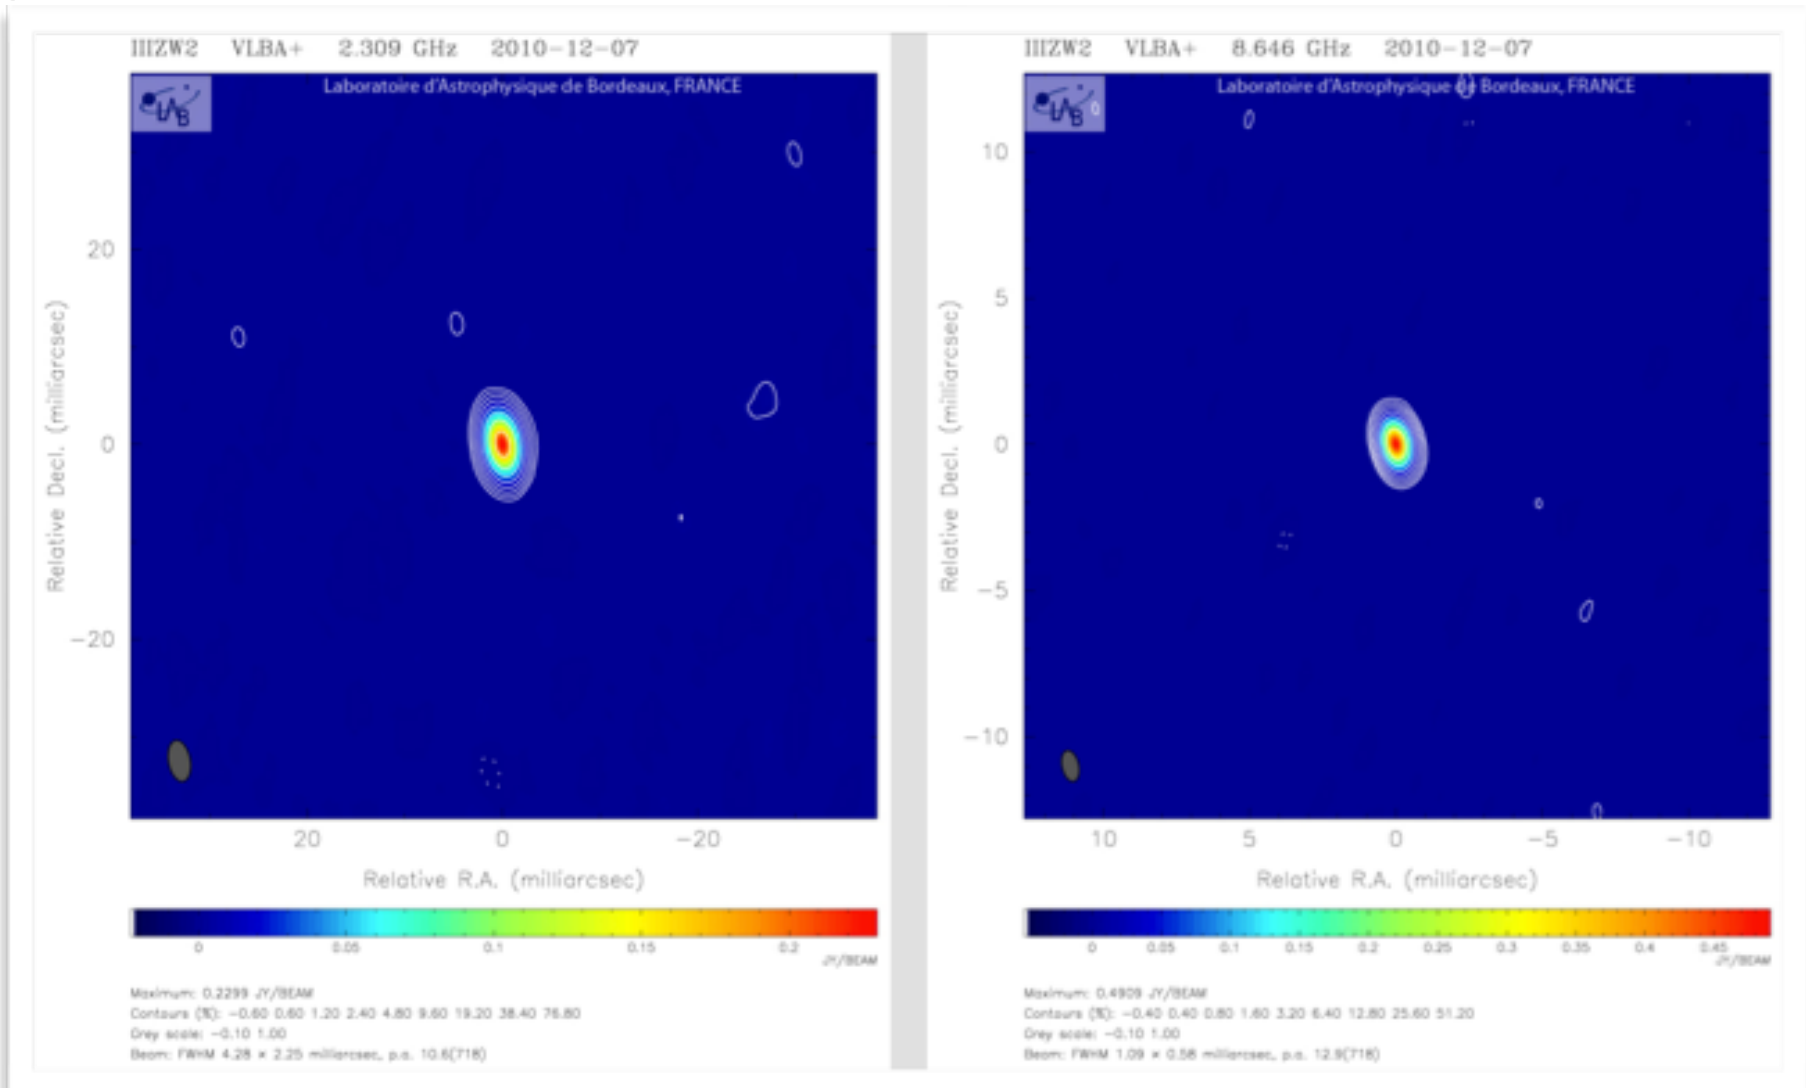 IIIZW2 VLBA+ 2.309 GHz 2010-12-07
Laboratoire d'Astrophysique de Bordeaux, FRANCE
LAB
20
0
-20
Relative Decl. (milliarcsec)
20 0 -20
Relative R.A. (milliarcsec)
0 0.05 0.1 0.15 0.2
JY/BEAM
Maximum: 0.2299 JY/BEAM
Contours (%): -0.60 0.60 1.20 2.40 4.80 9.60 19.20 38.40 76.80
Grey scale: -0.10 1.00
Beam: FWHM 4.28 × 2.25 milliarcsec, p.a. 10.6(718)
IIIZW2 VLBA+ 8.646 GHz 2010-12-07
Laboratoire d'Astrophysique de Bordeaux, FRANCE
LAB
10
5
0
-5
-10
Relative Decl. (milliarcsec)
10 5 0 -5 -10
Relative R.A. (milliarcsec)
0 0.05 0.1 0.15 0.2 0.25 0.3 0.35 0.4 0.45
JY/BEAM
Maximum: 0.4909 JY/BEAM
Contours (%): -0.40 0.40 0.80 1.60 3.20 6.40 12.80 25.60 51.20
Grey scale: -0.10 1.00
Beam: FWHM 1.09 × 0.58 milliarcsec, p.a. 12.9(718)